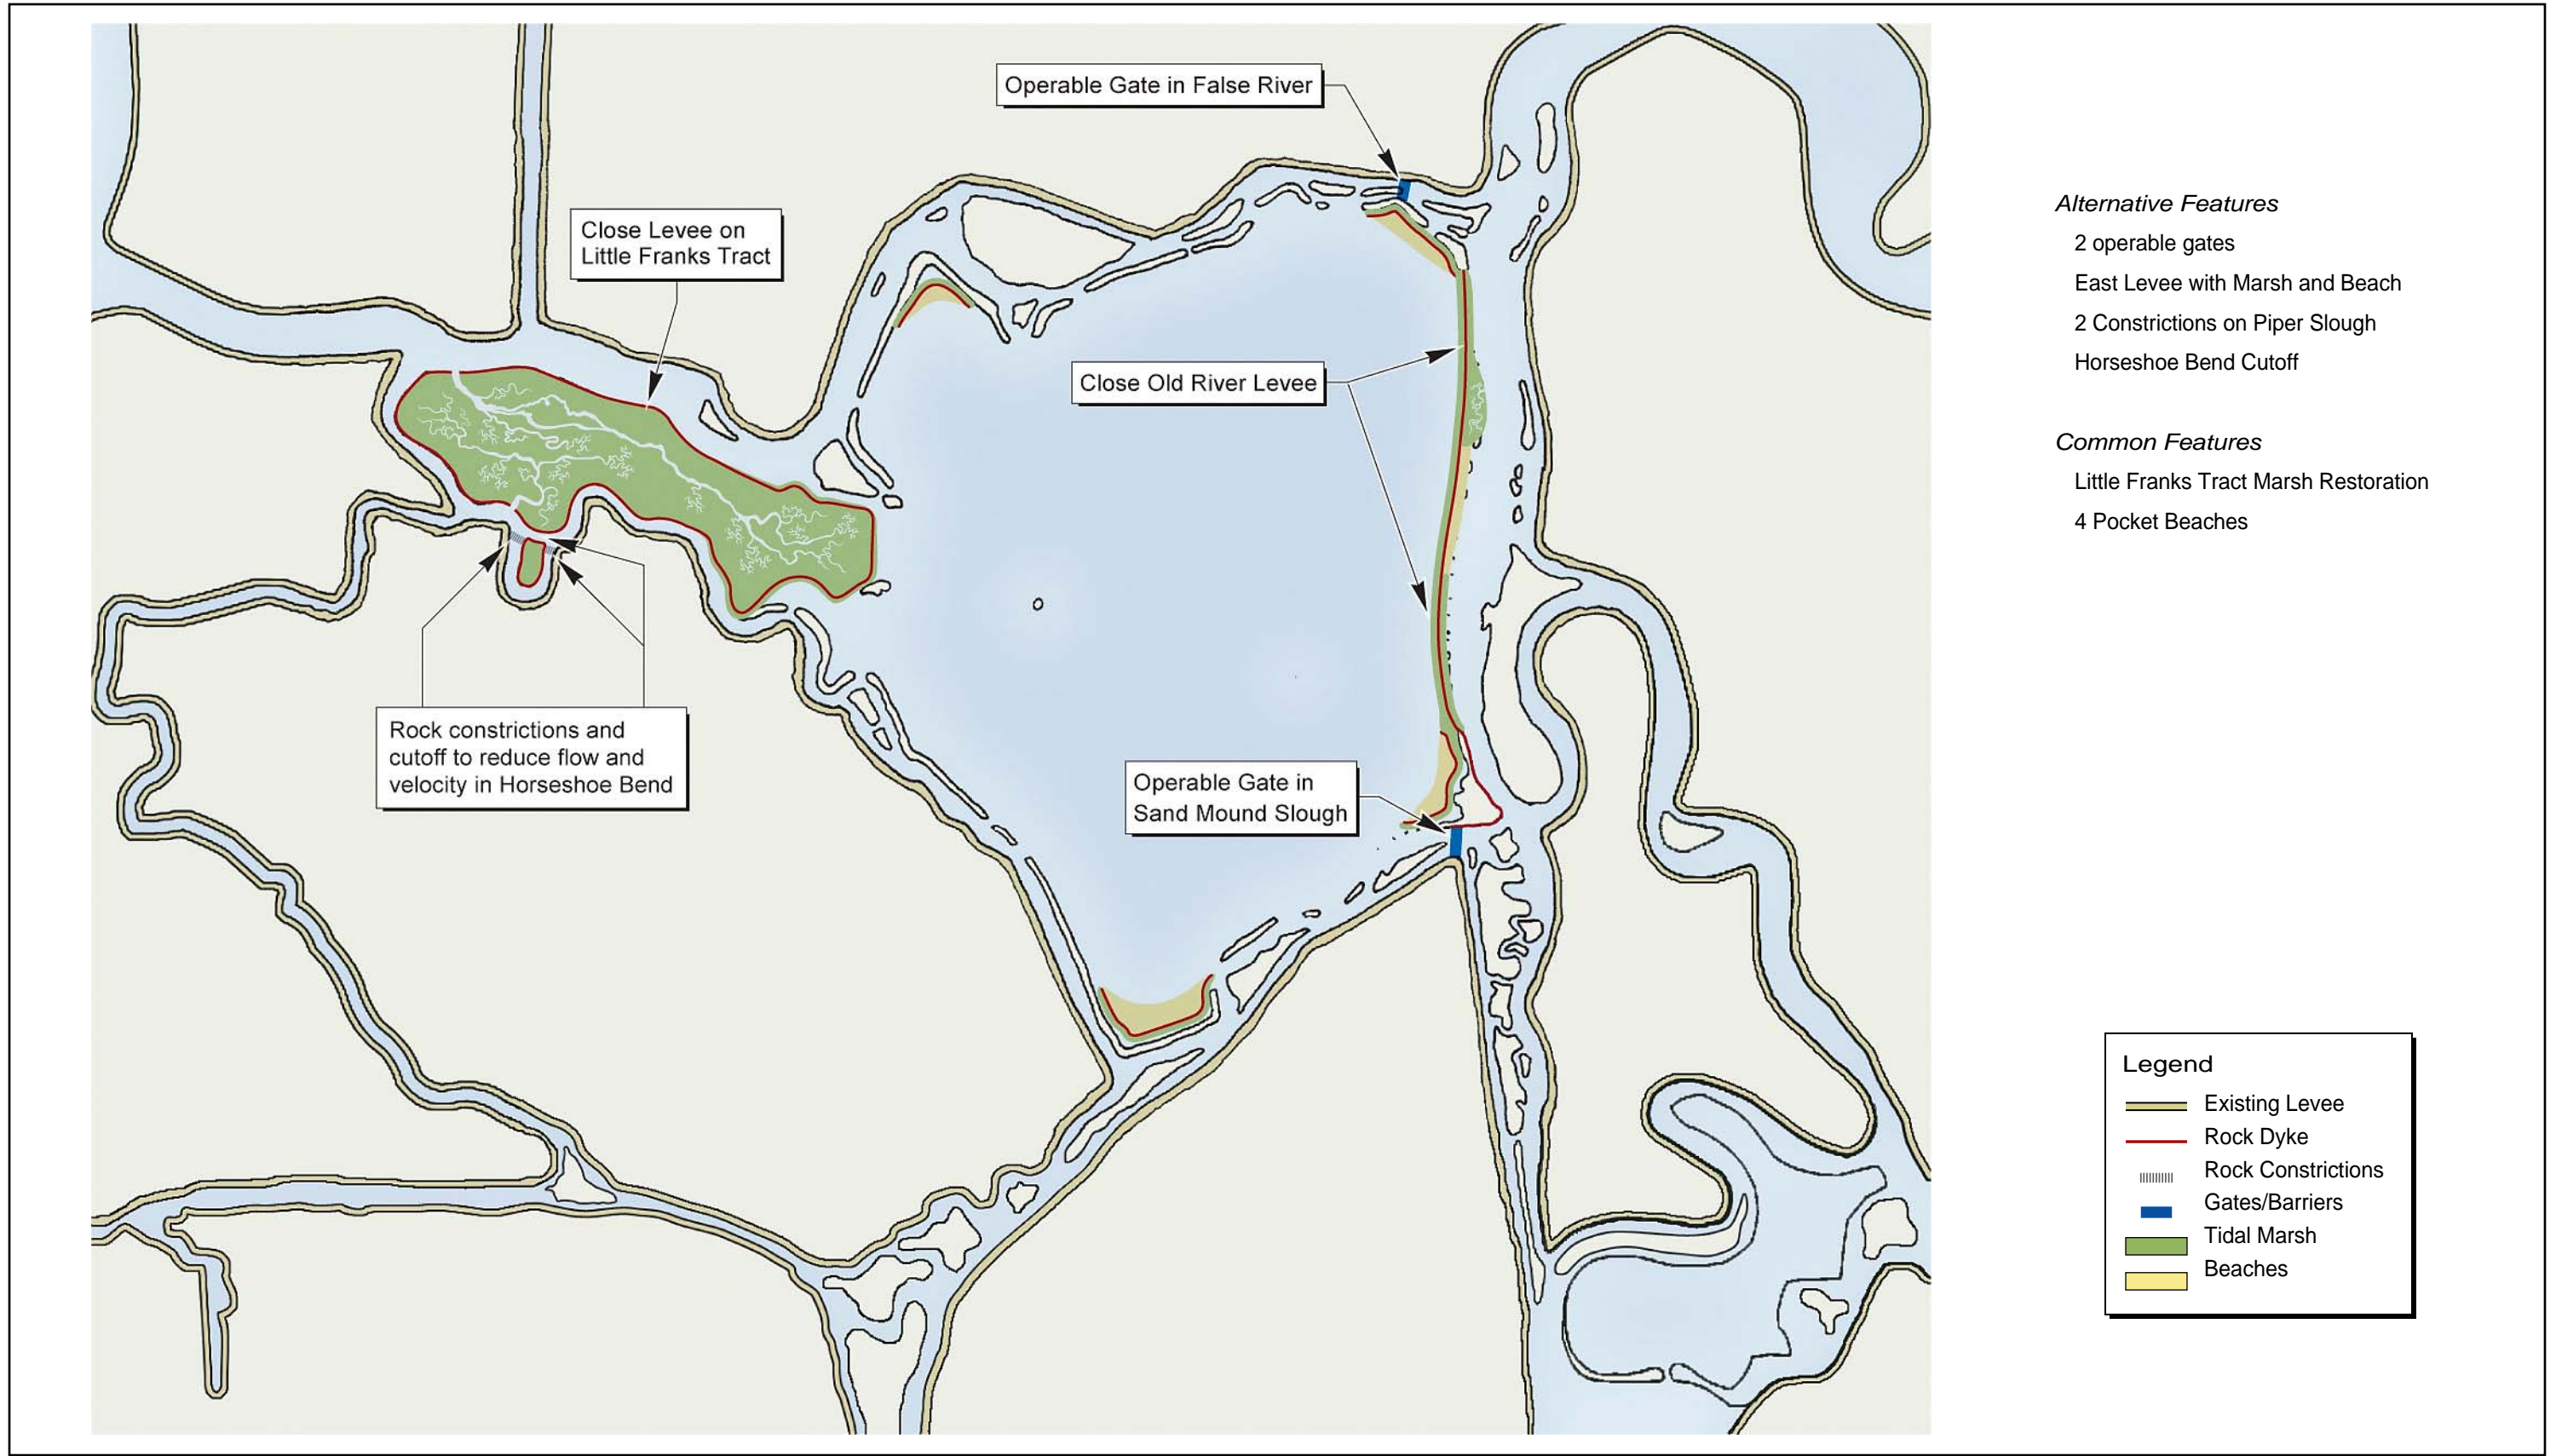 Operable Gate in False River
Close Levee on
Little Franks Tract
Close Old River Levee
Rock constrictions and
cutoff to reduce flow and
velocity in Horseshoe Bend
Operable Gate in
Sand Mound Slough
Alternative Features
2 operable gates
East Levee with Marsh and Beach
2 Constrictions on Piper Slough
Horseshoe Bend Cutoff
Common Features
Little Franks Tract Marsh Restoration
4 Pocket Beaches
Legend
Existing Levee
Rock Dyke
Rock Constrictions
Gates/Barriers
Tidal Marsh
Beaches